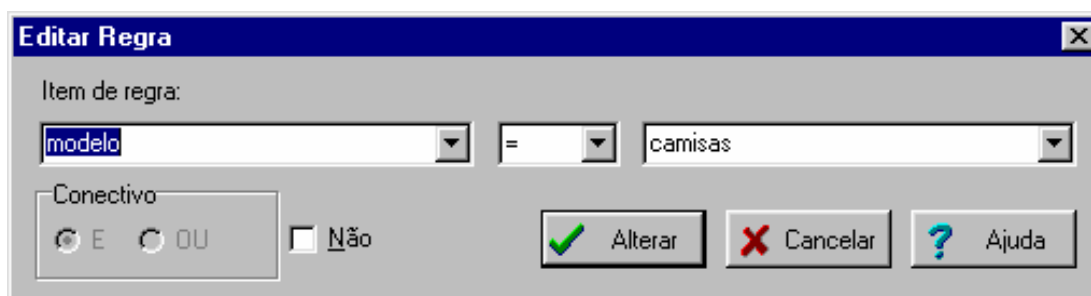 Editar Regra
Item de regra:
modelo = camisas
Conectivo
E OU Não Alterar Cancelar Ajuda